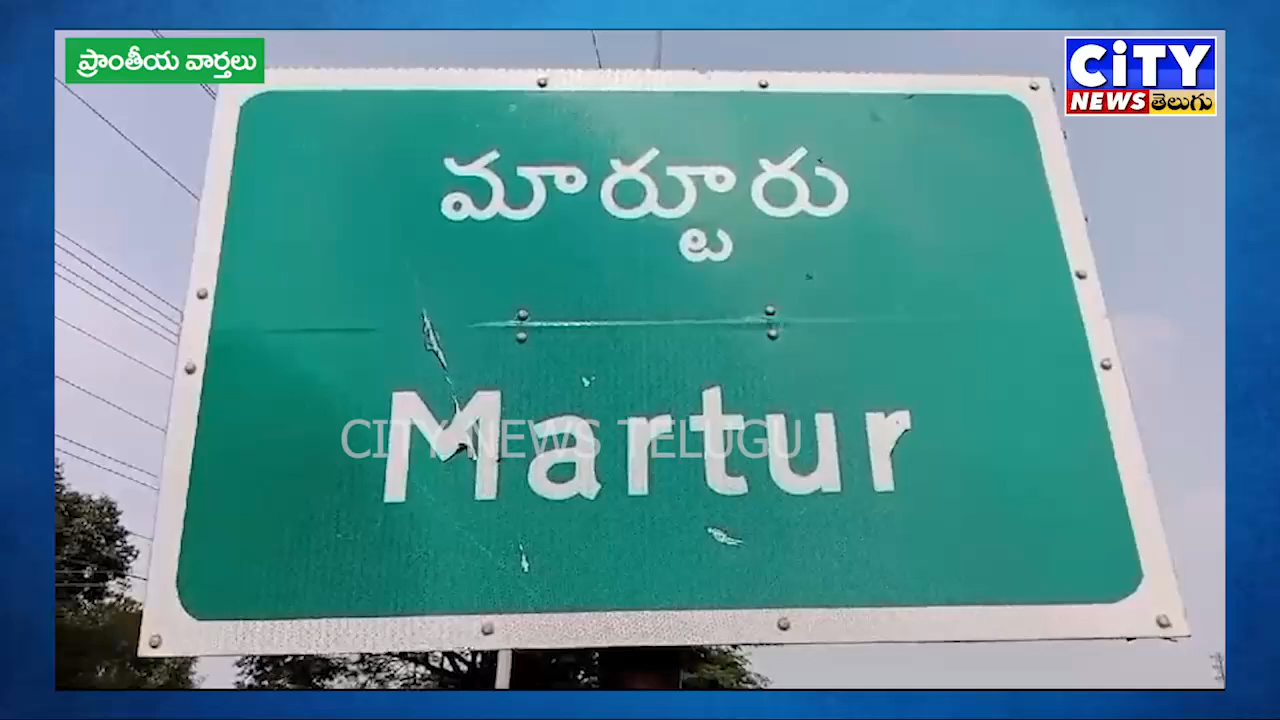 ప్రాంతీయ వార్తలు
CiTY
NEWS తెలుగు
మార్టూరు
Martur
CITY NEWS TELUGU